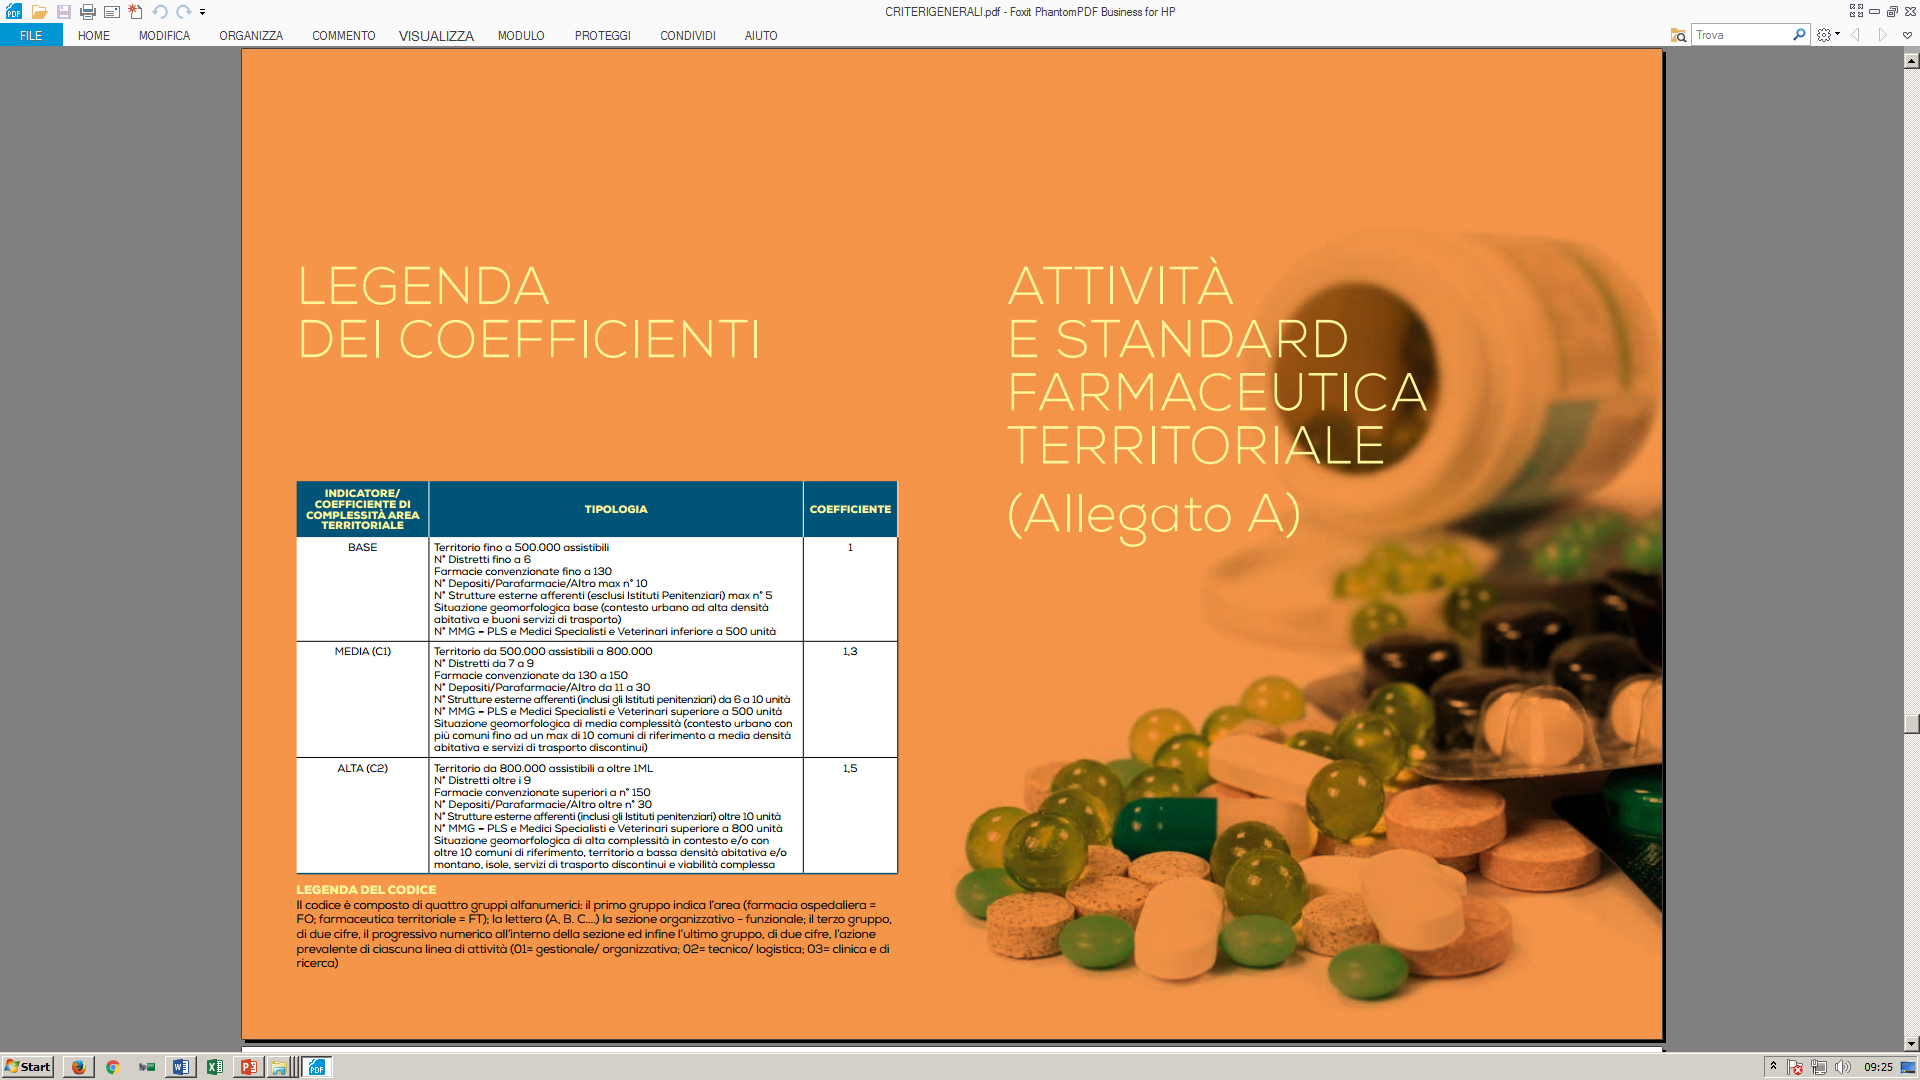 CRITERIGENERALI.pdf - Foxit PhantomPDF Business for HP
FILE HOME MODIFICA ORGANIZZA COMMENTO VISUALIZZA MODULO PROTEGGI CONDIVIDI AIUTO Trova
LEGENDA
DEI COEFFICIENTI
INDICATORE/
COEFFICIENTE DI
COMPLESSITÀ AREA
TERRITORIALE
TIPOLOGIA
COEFFICIENTE
BASE
Territorio fino a 500.000 assistibili
N° Distretti fino a 6
Farmacie convenzionate fino a 130
N° Depositi/Parafarmacie/Altro max n° 10
N° Strutture esterne afferenti (esclusi Istituti Penitenziari) max n° 5
Situazione geomorfologica base (contesto urbano ad alta densità
abitativa e buoni servizi di trasporto)
N° MMG – PLS e Medici Specialisti e Veterinari inferiore a 500 unità
1
MEDIA (C1)
Territorio da 500.000 assistibili a 800.000
N° Distretti da 7 a 9
Farmacie convenzionate da 130 a 150
N° Depositi/Parafarmacie/Altro da 11 a 30
N° Strutture esterne afferenti (inclusi gli Istituti penitenziari) da 6 a 10 unità
N° MMG – PLS e Medici Specialisti e Veterinari superiore a 500 unità
Situazione geomorfologica di media complessità (contesto urbano con
più comuni fino ad un max di 10 comuni di riferimento a media densità
abitativa e servizi di trasporto discontinui)
1,3
ALTA (C2)
Territorio da 800.000 assistibili a oltre 1ML
N° Distretti oltre i 9
Farmacie convenzionate superiori a n° 150
N° Depositi/Parafarmacie/Altro oltre n° 30
N° Strutture esterne afferenti (inclusi gli Istituti penitenziari) oltre 10 unità
N° MMG – PLS e Medici Specialisti e Veterinari superiore a 800 unità
Situazione geomorfologica di alta complessità in contesto e/o con
oltre 10 comuni di riferimento, territorio a bassa densità abitativa e/o
montano, isole, servizi di trasporto discontinui e viabilità complessa
1,5
LEGENDA DEL CODICE
Il codice è composto di quattro gruppi alfanumerici: il primo gruppo indica l'area (farmacia ospedaliera =
FO; farmaceutica territoriale = FT); la lettera (A, B. C....) la sezione organizzativo - funzionale; il terzo gruppo,
di due cifre, il progressivo numerico all'interno della sezione ed infine l'ultimo gruppo, di due cifre, l'azione
prevalente di ciascuna linea di attività (01= gestionale/ organizzativa; 02= tecnico/ logistica; 03= clinica e di
ricerca)
ATTIVITÀ
E STANDARD
FARMACEUTICA
TERRITORIALE
(Allegato A)
Start
09:25